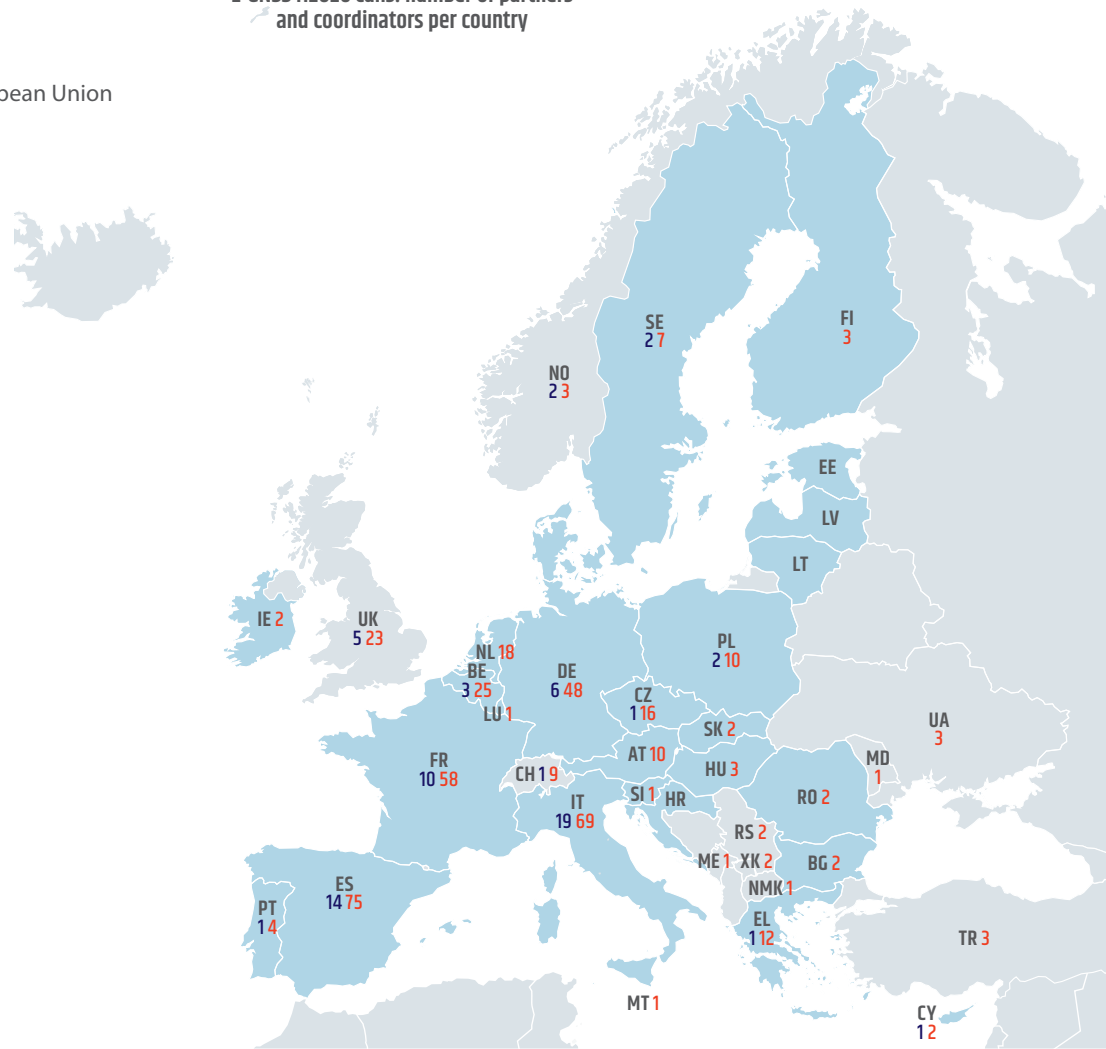 and coordinators per country
pean Union
SE
2 7
FI
3
NO
2 3
EE
LV
LT
IE 2
UK
5 23
NL 18
BE
3 25
LU 1
DE
6 48
PL
2 10
CZ
1 16
SK 2
UA
3
FR
10 58
CH 1 9
AT 10
HU 3
MD
1
SI 1
HR
RO 2
IT
19 69
RS 2
ME 1
XK 2
BG 2
NMK 1
ES
14 75
PT
1 4
EL
1 12
TR 3
MT 1
CY
1 2